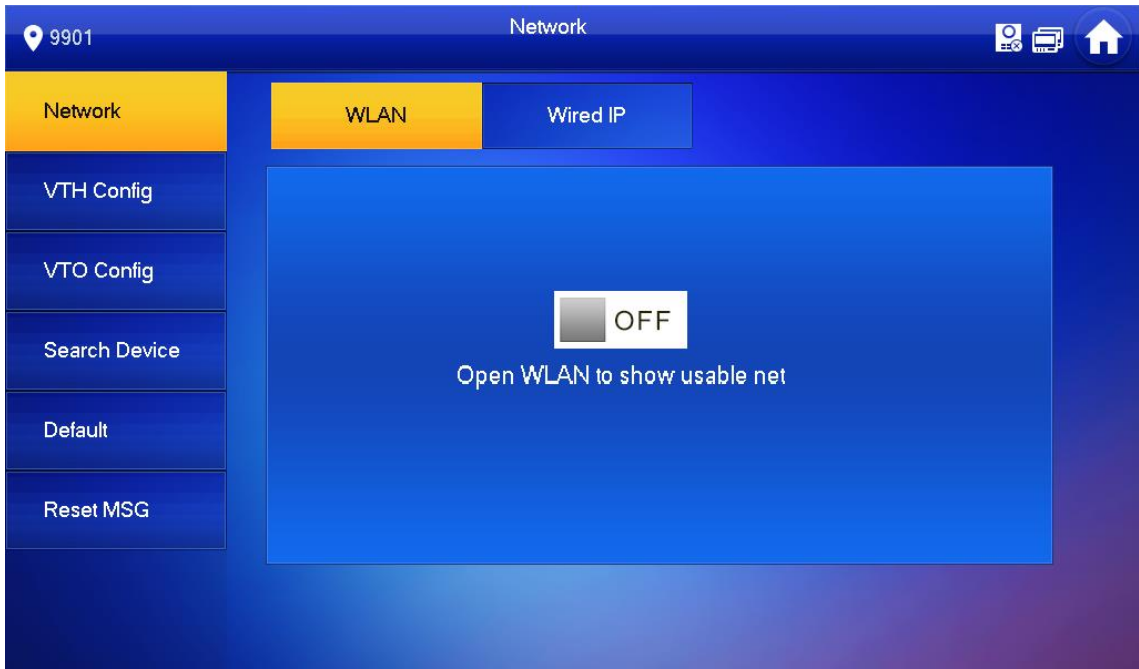 9901
Network
Network
WLAN
Wired IP
VTH Config
VTO Config
Search Device
Default
Reset MSG
OFF
Open WLAN to show usable net